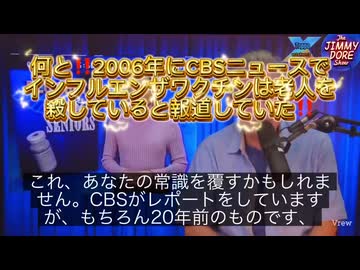 The
JIMMY
DORE
Show
何と‼️2006年にCBSニュースで
インフルエンザワクチンは老人を
殺していると報道していた‼️
SENIORS
これ、あなたの常識を覆すかもしれま
せん。CBSがレポートをしています
が、もちろん20年前のものです、
Vrew